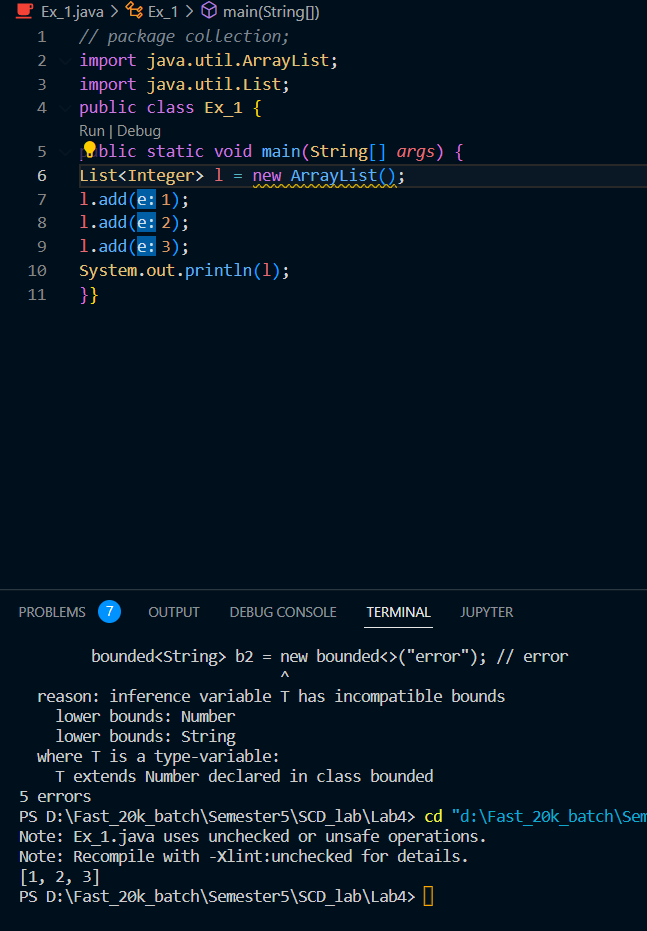 Ex_1.java > Ex_1 > main(String[])
1 // package collection;
2 import java.util.ArrayList;
3 import java.util.List;
4 public class Ex_1 {
Run | Debug
5 public static void main(String[] args) {
6 List<Integer> l = new ArrayList();
7 l.add(e: 1);
8 l.add(e: 2);
9 l.add(e: 3);
10 System.out.println(l);
11 }}
PROBLEMS 7 OUTPUT DEBUG CONSOLE TERMINAL JUPYTER
bounded<String> b2 = new bounded<>("error"); // error
^
reason: inference variable T has incompatible bounds
lower bounds: Number
lower bounds: String
where T is a type-variable:
T extends Number declared in class bounded
5 errors
PS D:\Fast_20k_batch\Semester5\SCD_lab\Lab4> cd "d:\Fast_20k_batch\Sem
Note: Ex_1.java uses unchecked or unsafe operations.
Note: Recompile with -Xlint:unchecked for details.
[1, 2, 3]
PS D:\Fast_20k_batch\Semester5\SCD_lab\Lab4>